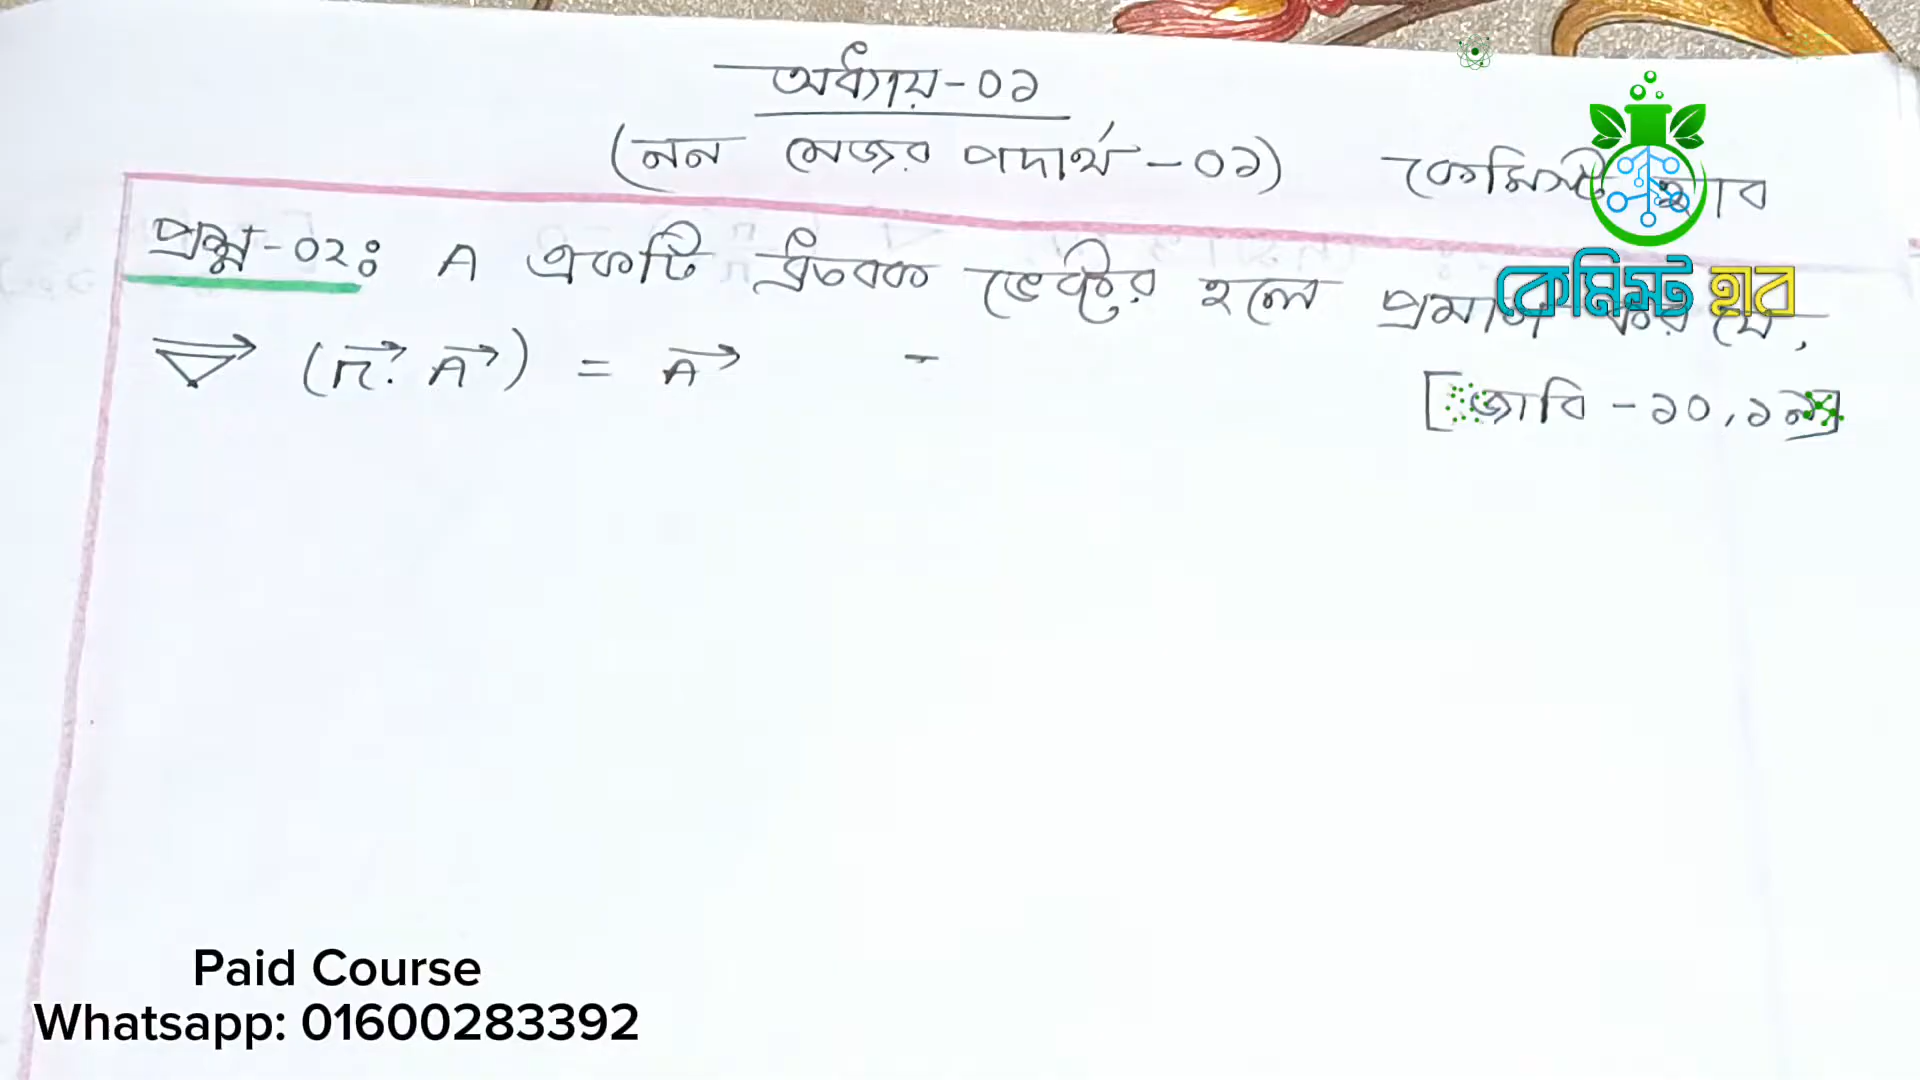 অধ্যায়-০১
(নন মেজর পদার্থ-০১) কেমিস্ট হাব
কেমিস্ট হাব
প্রশ্ন-০২ঃ A একটি ধ্রুবক ভেক্টর হলে প্রমাণ কর যে,
∇⃗ (r⃗. A⃗) = A⃗ -
[জাবি -১০,১৯]
Paid Course
Whatsapp: 01600283392